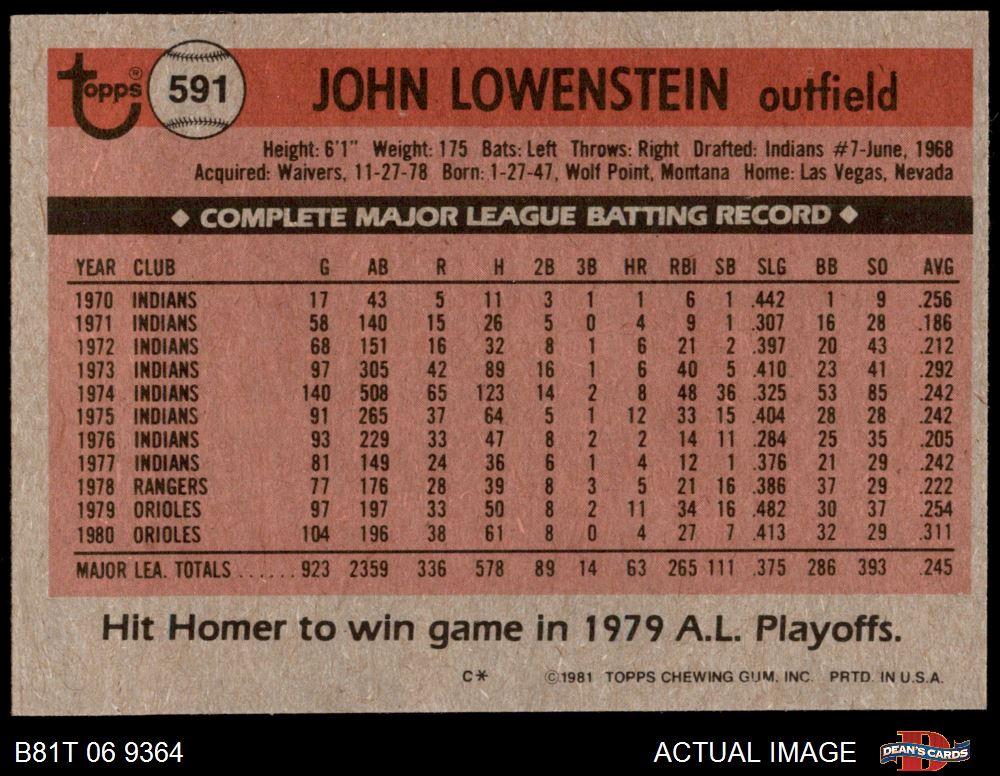 Topps® 591 JOHN LOWENSTEIN outfield
Height: 6'1" Weight: 175 Bats: Left Throws: Right Drafted: Indians #7-June, 1968
Acquired: Waivers, 11-27-78 Born: 1-27-47, Wolf Point, Montana Home: Las Vegas, Nevada
◆ COMPLETE MAJOR LEAGUE BATTING RECORD ◆
YEAR CLUB G AB R H 2B 3B HR RBI SB SLG BB SO AVG
1970 INDIANS 17 43 5 11 3 1 1 6 1 .442 1 9 .256
1971 INDIANS 58 140 15 26 5 0 4 9 1 .307 16 28 .186
1972 INDIANS 68 151 16 32 8 1 6 21 2 .397 20 43 .212
1973 INDIANS 97 305 42 89 16 1 6 40 5 .410 23 41 .292
1974 INDIANS 140 508 65 123 14 2 8 48 36 .325 53 85 .242
1975 INDIANS 91 265 37 64 5 1 12 33 15 .404 28 28 .242
1976 INDIANS 93 229 33 47 8 2 2 14 11 .284 25 35 .205
1977 INDIANS 81 149 24 36 6 1 4 12 1 .376 21 29 .242
1978 RANGERS 77 176 28 39 8 3 5 21 16 .386 37 29 .222
1979 ORIOLES 97 197 33 50 8 2 11 34 16 .482 30 37 .254
1980 ORIOLES 104 196 38 61 8 0 4 27 7 .413 32 29 .311
MAJOR LEA. TOTALS ...... 923 2359 336 578 89 14 63 265 111 .375 286 393 .245
Hit Homer to win game in 1979 A.L. Playoffs.
C* ©1981 TOPPS CHEWING GUM, INC. PRTD. IN U.S.A.
B81T 06 9364 ACTUAL IMAGE D DEAN'S CARDS